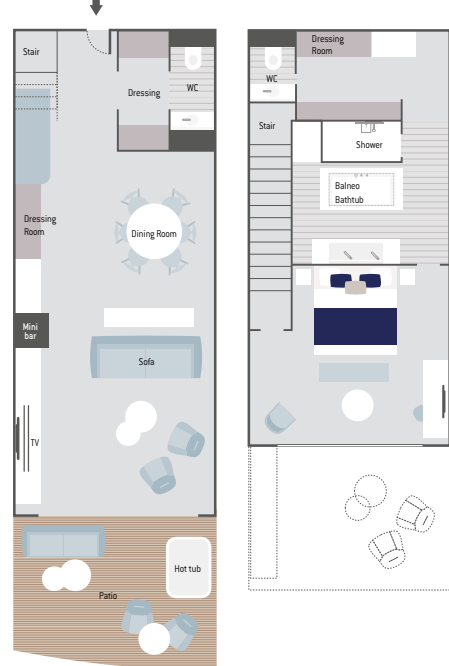 Stair
Dressing
WC
Dressing
Room
Dining Room
Mini
bar
Sofa
TV
Hot tub
Patio
Dressing
Room
WC
Stair
Shower
Balneo
Bathtub